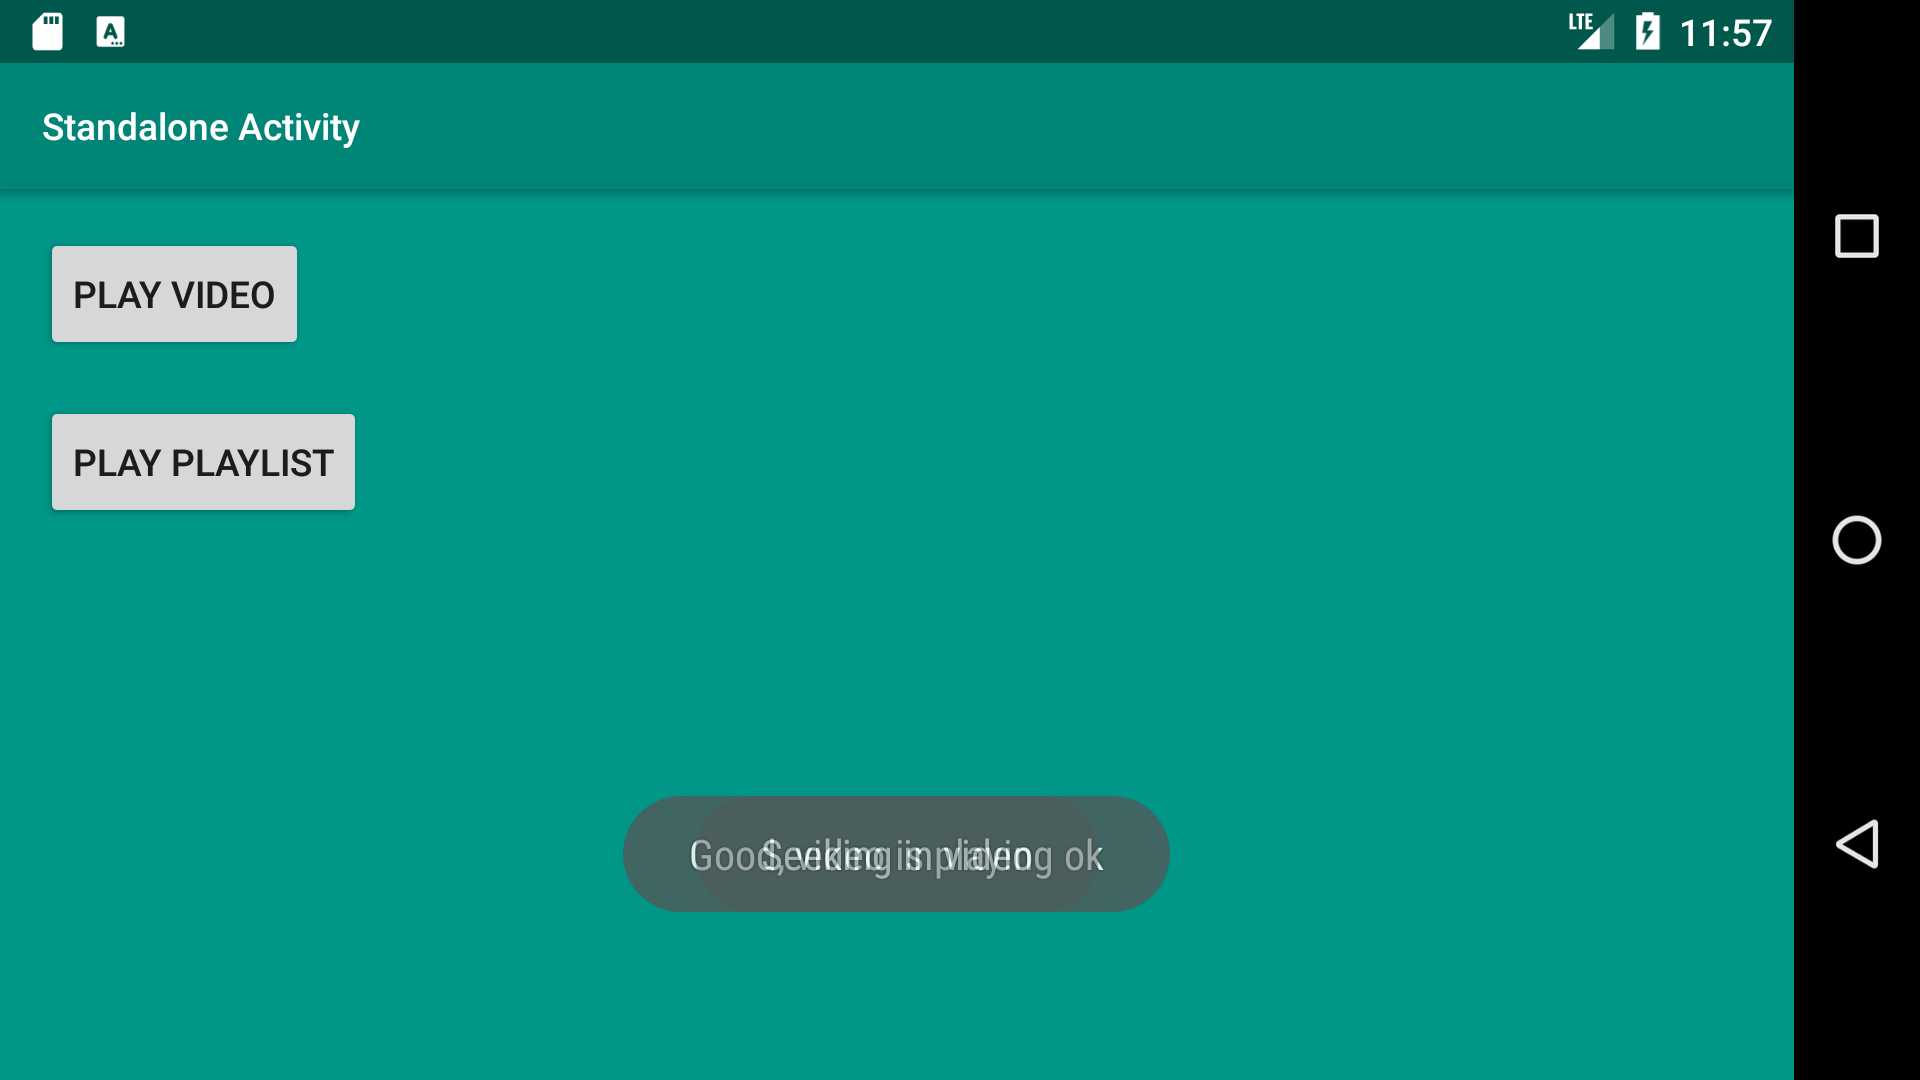 LTE 11:57
Standalone Activity
PLAY VIDEO
PLAY PLAYLIST
Good, video is playing ok
Seeking in video